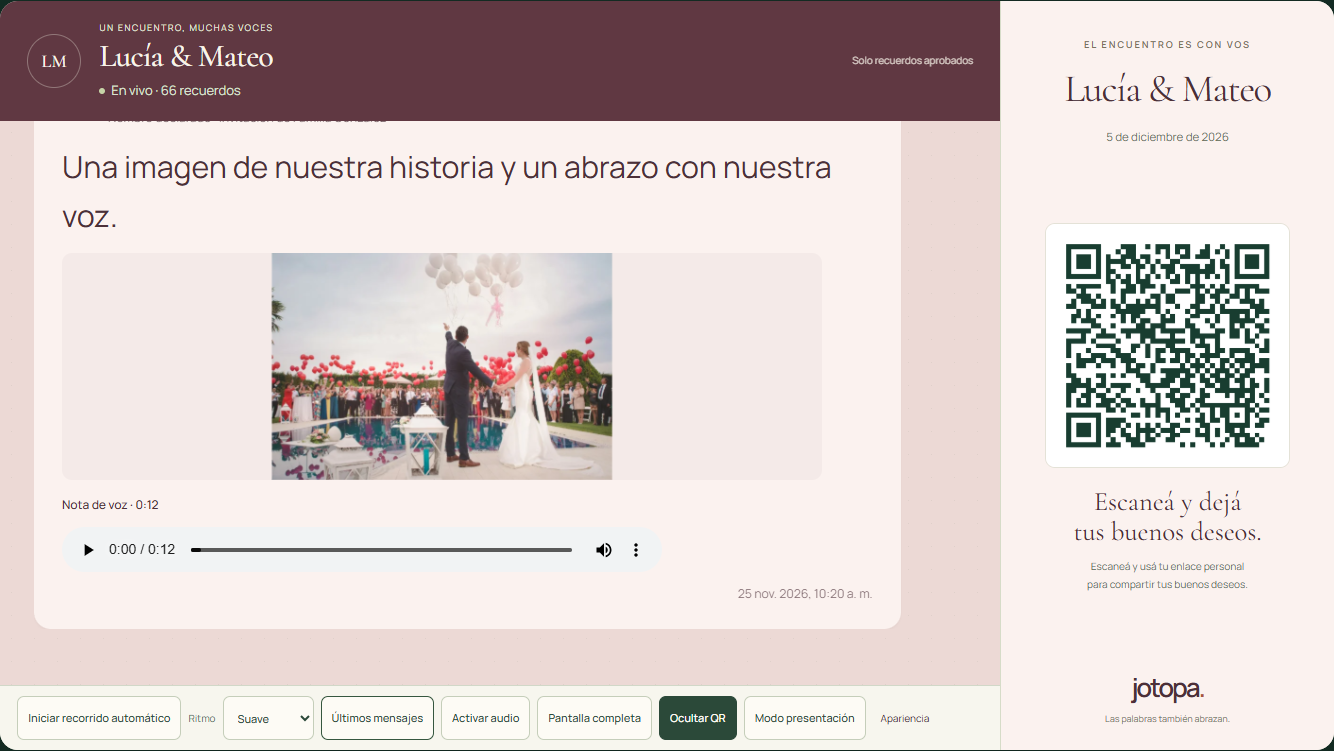 UN ENCUENTRO, MUCHAS VOCES
LM
Lucía & Mateo
En vivo · 66 recuerdos
Solo recuerdos aprobados
Una imagen de nuestra historia y un abrazo con nuestra
voz.
Nota de voz · 0:12
0:00 / 0:12
25 nov. 2026, 10:20 a. m.
Iniciar recorrido automático
Ritmo
Suave
Últimos mensajes
Activar audio
Pantalla completa
Ocultar QR
Modo presentación
Apariencia
EL ENCUENTRO ES CON VOS
Lucía & Mateo
5 de diciembre de 2026
Escaneá y dejá
tus buenos deseos.
Escaneá y usá tu enlace personal
para compartir tus buenos deseos.
jotopa.
Las palabras también abrazan.